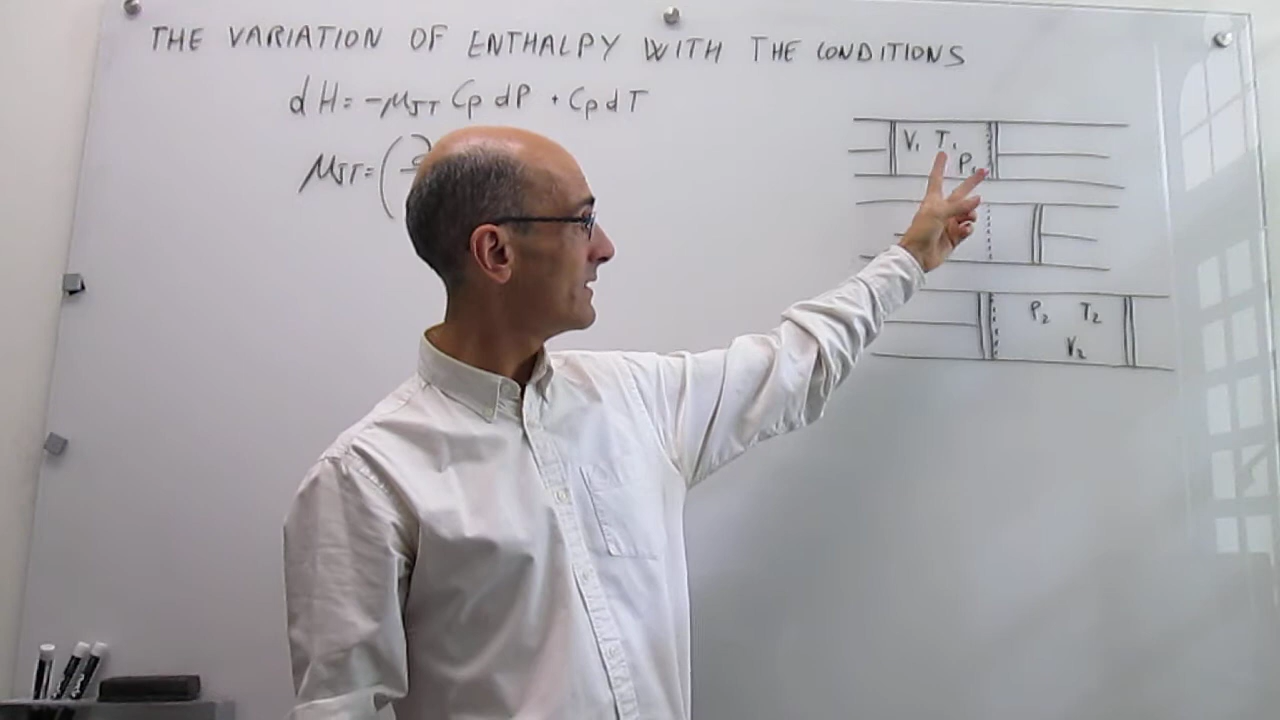 THE VARIATION OF ENTHALPY WITH THE CONDITIONS
dH = -μJT Cp dP + Cp dT
μJT = (
V1 T1
P1
P2 T2
V2